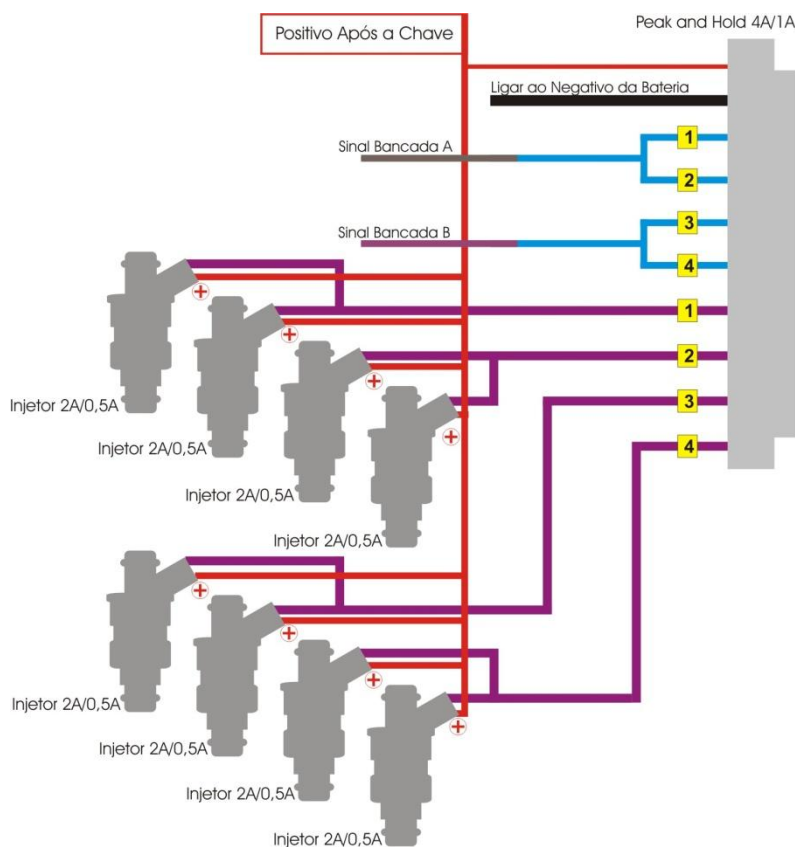 Positivo Após a Chave
Peak and Hold 4A/1A
Ligar ao Negativo da Bateria
Sinal Bancada A
1
2
Sinal Bancada B
3
4
1
2
3
4
Injetor 2A/0,5A
Injetor 2A/0,5A
Injetor 2A/0,5A
Injetor 2A/0,5A
Injetor 2A/0,5A
Injetor 2A/0,5A
Injetor 2A/0,5A
Injetor 2A/0,5A